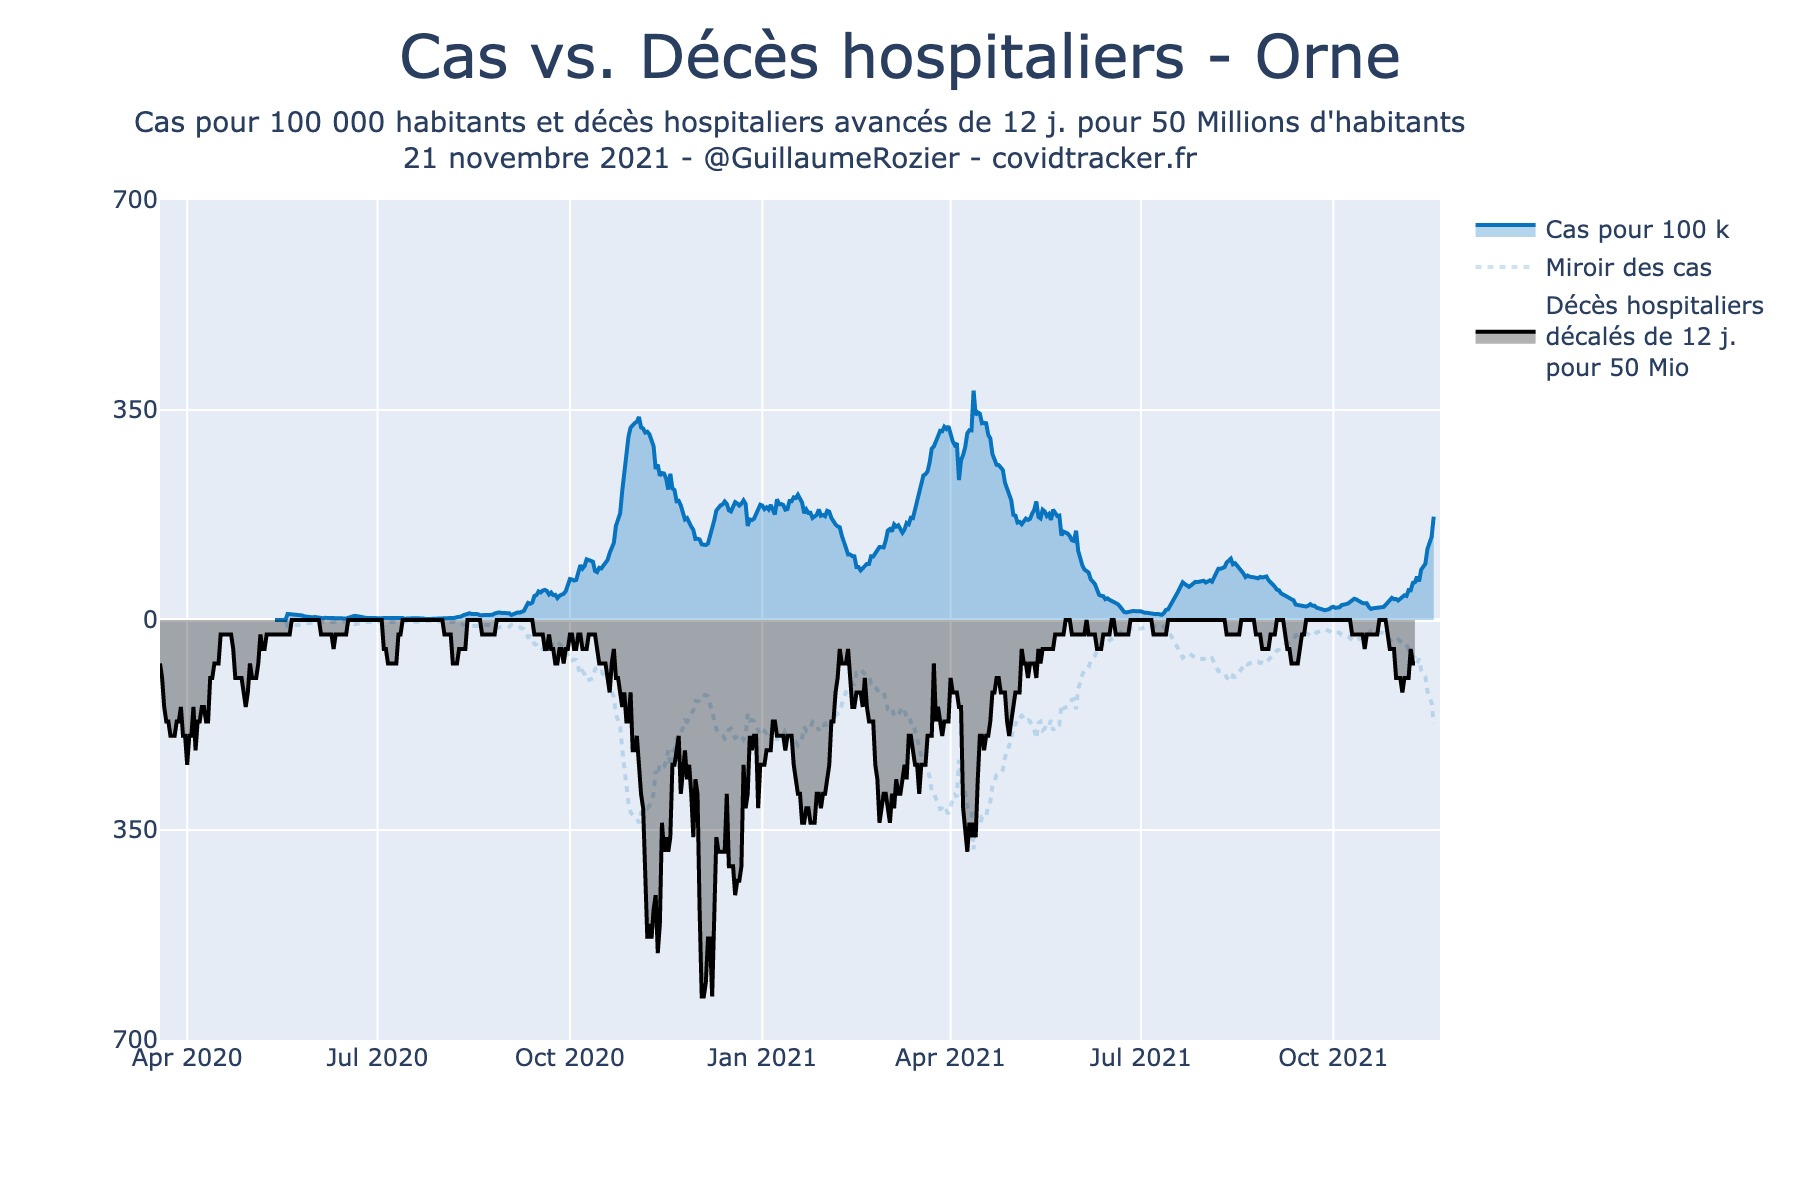 Cas vs. Décès hospitaliers - Orne
Cas pour 100 000 habitants et décès hospitaliers avancés de 12 j. pour 50 Millions d'habitants
21 novembre 2021 - @GuillaumeRozier - covidtracker.fr
700
350
0
350
700
Apr 2020
Jul 2020
Oct 2020
Jan 2021
Apr 2021
Jul 2021
Oct 2021
Cas pour 100 k
Miroir des cas
Décès hospitaliers
décalés de 12 j.
pour 50 Mio